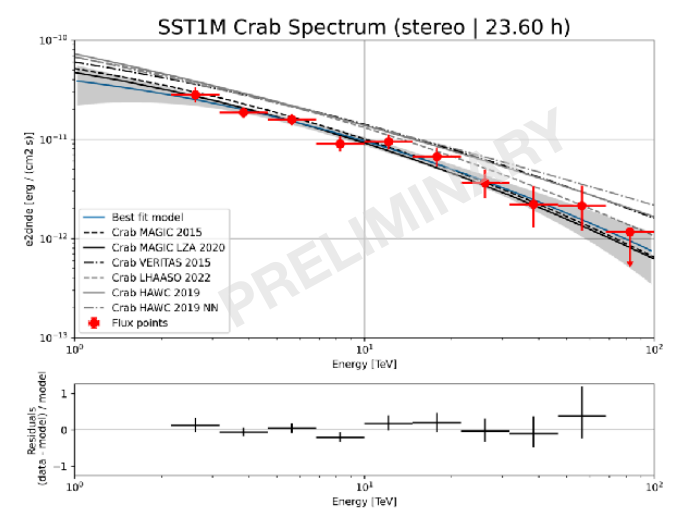 SST1M Crab Spectrum (stereo | 23.60 h)
10⁻¹⁰
10⁻¹¹
10⁻¹²
10⁻¹³
e2dnde [erg / (cm2 s)]
PRELIMINARY
Best fit model
Crab MAGIC 2015
Crab MAGIC LZA 2020
Crab VERITAS 2015
Crab LHAASO 2022
Crab HAWC 2019
Crab HAWC 2019 NN
Flux points
10⁰
10¹
10²
Energy [TeV]
Residuals
(data - model) / model
1
0
−1
10⁰
10¹
10²
Energy [TeV]